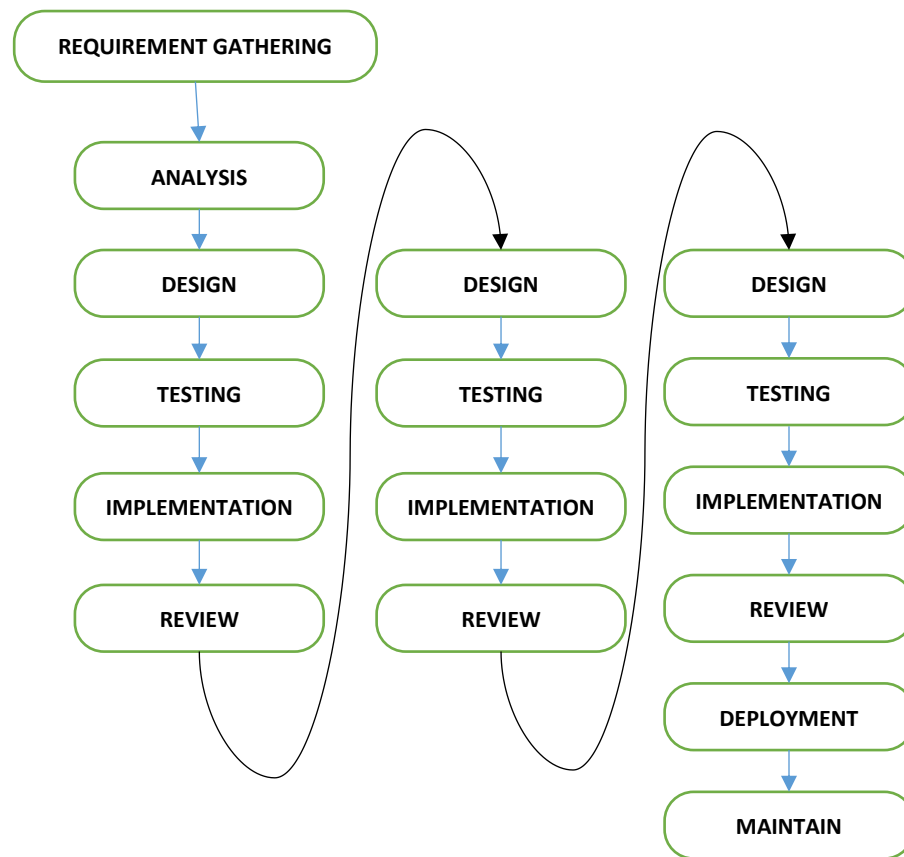 REQUIREMENT GATHERING
ANALYSIS
DESIGN
TESTING
IMPLEMENTATION
REVIEW
DESIGN
TESTING
IMPLEMENTATION
REVIEW
DESIGN
TESTING
IMPLEMENTATION
REVIEW
DEPLOYMENT
MAINTAIN